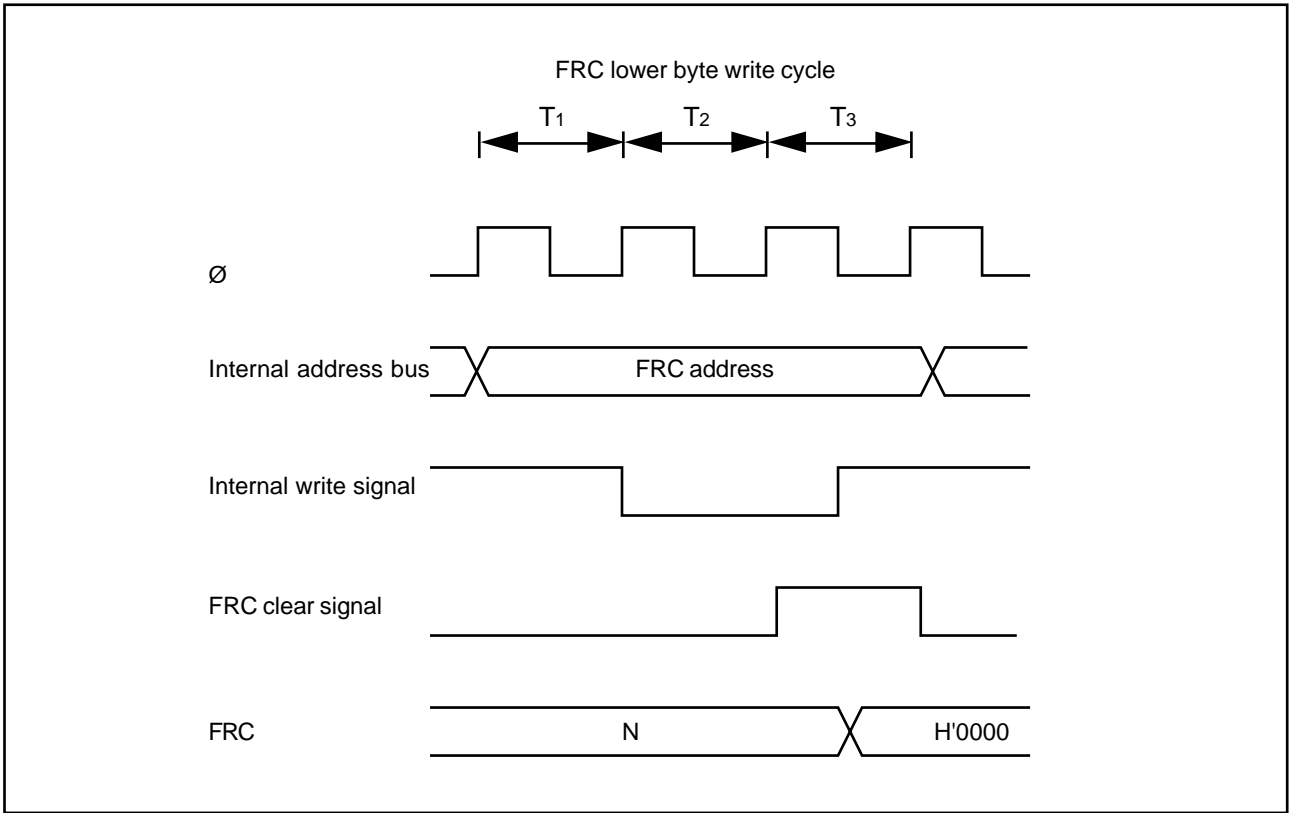 FRC lower byte write cycle
T1 T2 T3
Ø
Internal address bus FRC address
Internal write signal
FRC clear signal
FRC N H'0000